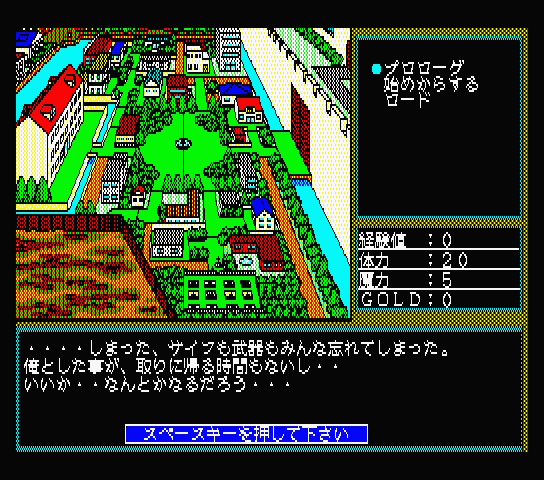 ●プロローグ
始めからする
ロード
経験値 :0
体力 :20
魔力 :5
GOLD:0
・・・・しまった、サイフも武器もみんな忘れてしまった。
俺とした事が、取りに帰る時間もないし・・
いいか・・なんとかなるだろう・・・
スペースキーを押して下さい